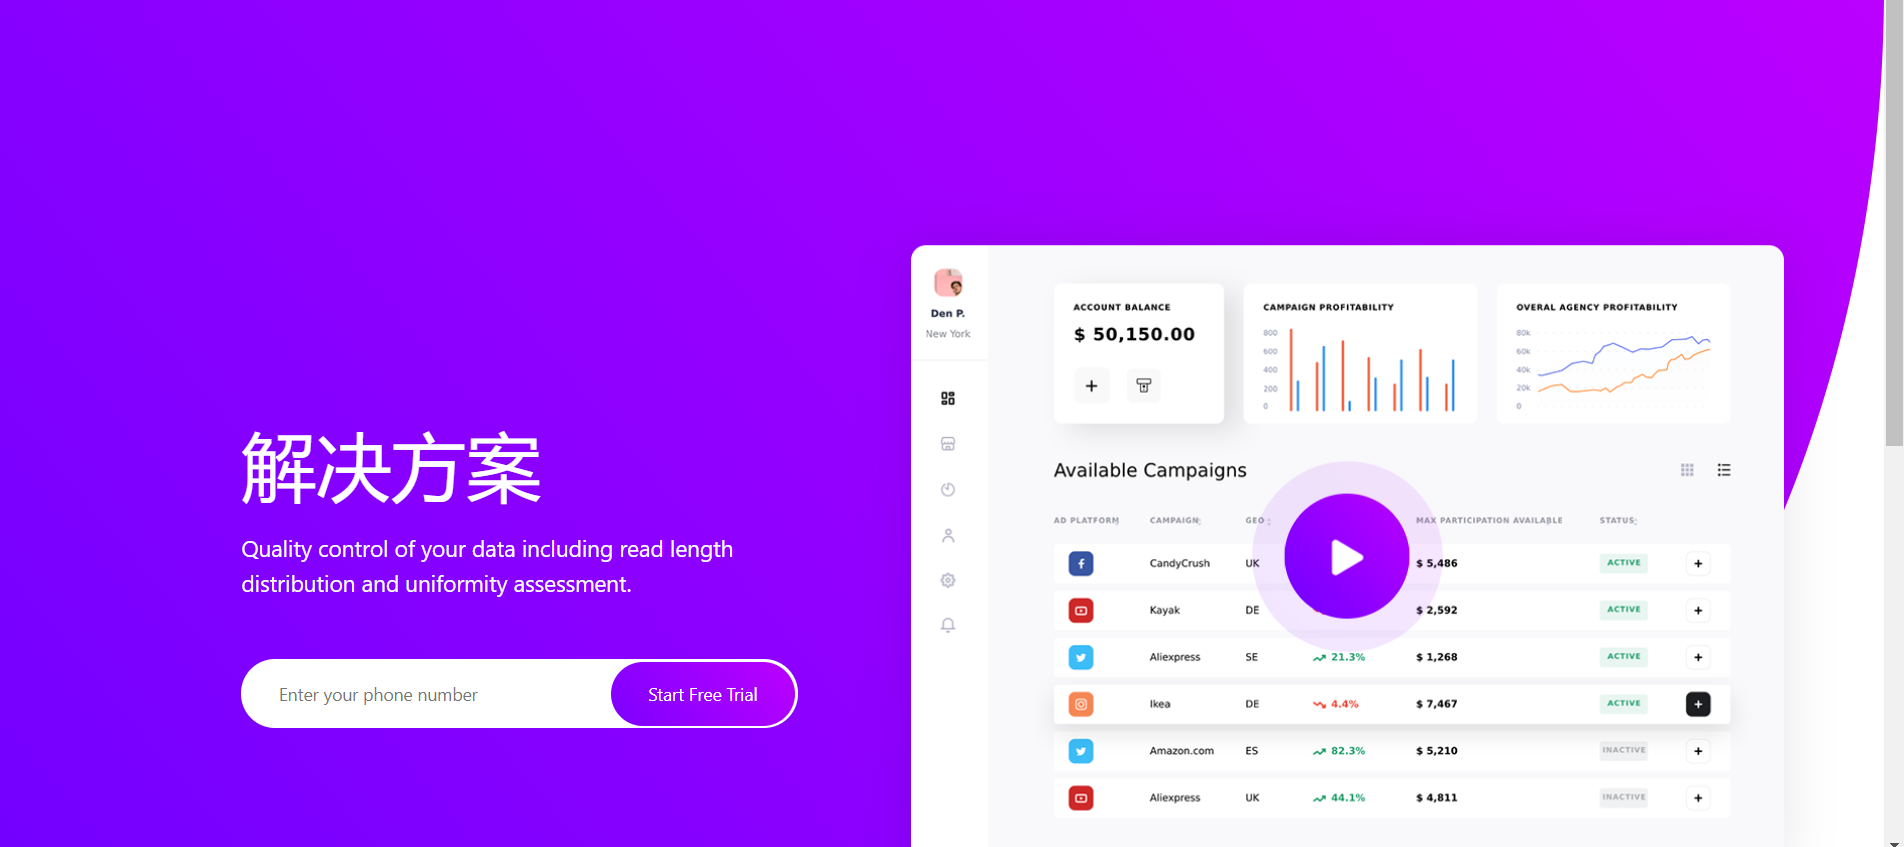 解决方案
Quality control of your data including read length
distribution and uniformity assessment.
Enter your phone number
Start Free Trial
Den P.
New York
ACCOUNT BALANCE
$ 50,150.00
CAMPAIGN PROFITABILITY
800
600
400
200
0
OVERAL AGENCY PROFITABILITY
80k
60k
40k
20k
0
Available Campaigns
AD PLATFORM CAMPAIGN GEO MAX PARTICIPATION AVAILABLE STATUS
CandyCrush UK $ 5,486 ACTIVE
Kayak DE $ 2,592 ACTIVE
Aliexpress SE 21.3% $ 1,268 ACTIVE
Ikea DE 4.4% $ 7,467 ACTIVE
Amazon.com ES 82.3% $ 5,210 INACTIVE
Aliexpress UK 44.1% $ 4,811 INACTIVE